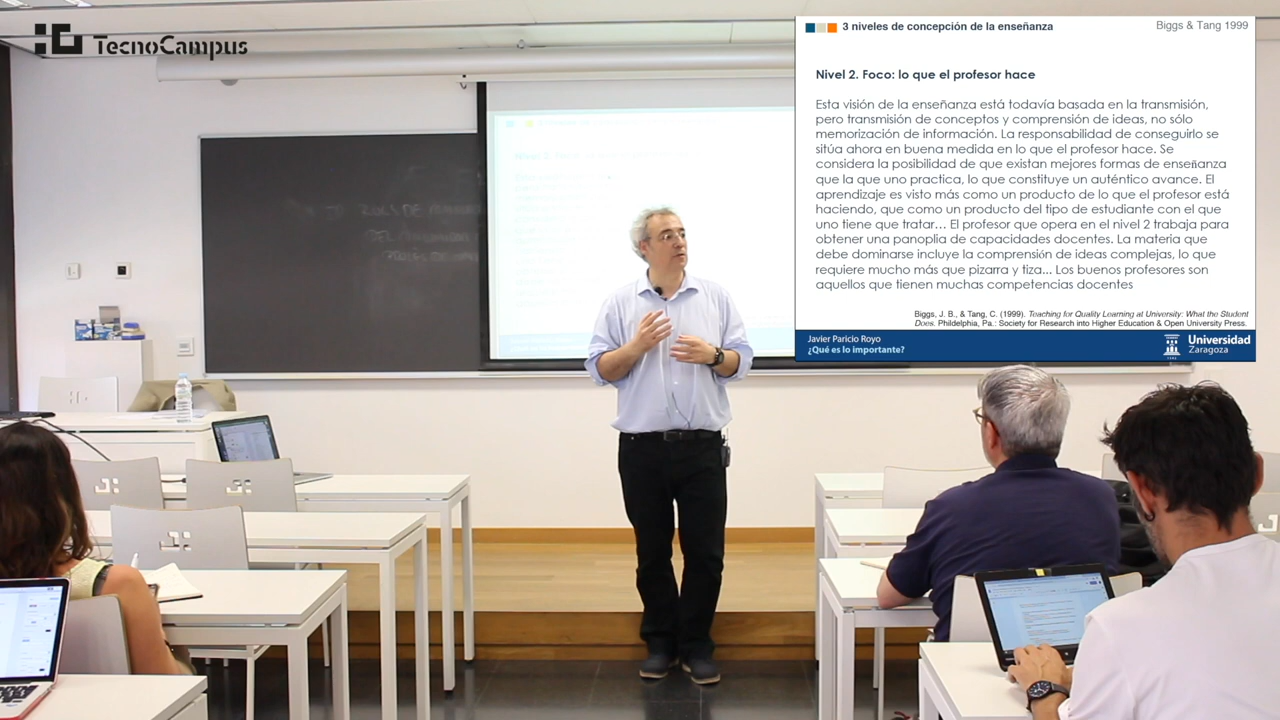 TecnoCampus
3 niveles de concepción de la enseñanza
Biggs & Tang 1999
Nivel 2. Foco: lo que el profesor hace
Esta visión de la enseñanza está todavía basada en la transmisión,
pero transmisión de conceptos y comprensión de ideas, no sólo
memorización de información. La responsabilidad de conseguirlo se
sitúa ahora en buena medida en lo que el profesor hace. Se
considera la posibilidad de que existan mejores formas de enseñanza
que la que uno practica, lo que constituye un auténtico avance. El
aprendizaje es visto más como un producto de lo que el profesor está
haciendo, que como un producto del tipo de estudiante con el que
uno tiene que tratar... El profesor que opera en el nivel 2 trabaja para
obtener una panoplia de capacidades docentes. La materia que
debe dominarse incluye la comprensión de ideas complejas, lo que
requiere mucho más que pizarra y tiza... Los buenos profesores son
aquellos que tienen muchas competencias docentes
Biggs, J. B., & Tang, C. (1999). Teaching for Quality Learning at University: What the Student
Does. Phildelphia, Pa.: Society for Research into Higher Education & Open University Press.
Javier Paricio Royo
¿Qué es lo importante?
Universidad
Zaragoza